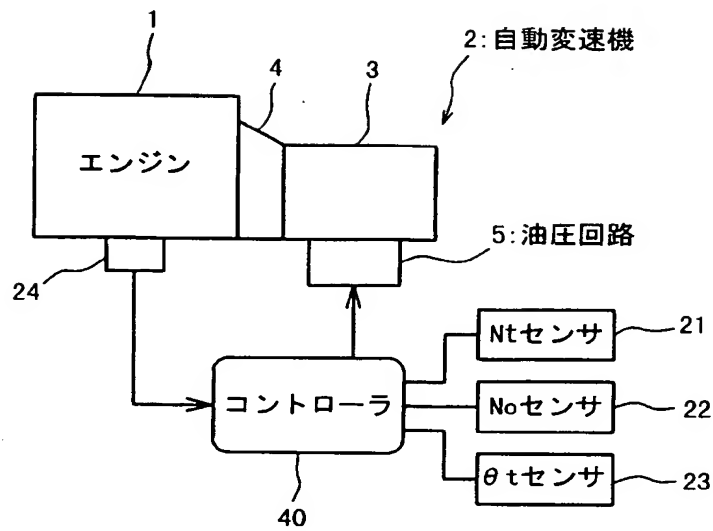 1
2:自動変速機
4
3
エンジン
5:油圧回路
24
Ntセンサ
21
コントローラ
Noセンサ
22
θtセンサ
23
40